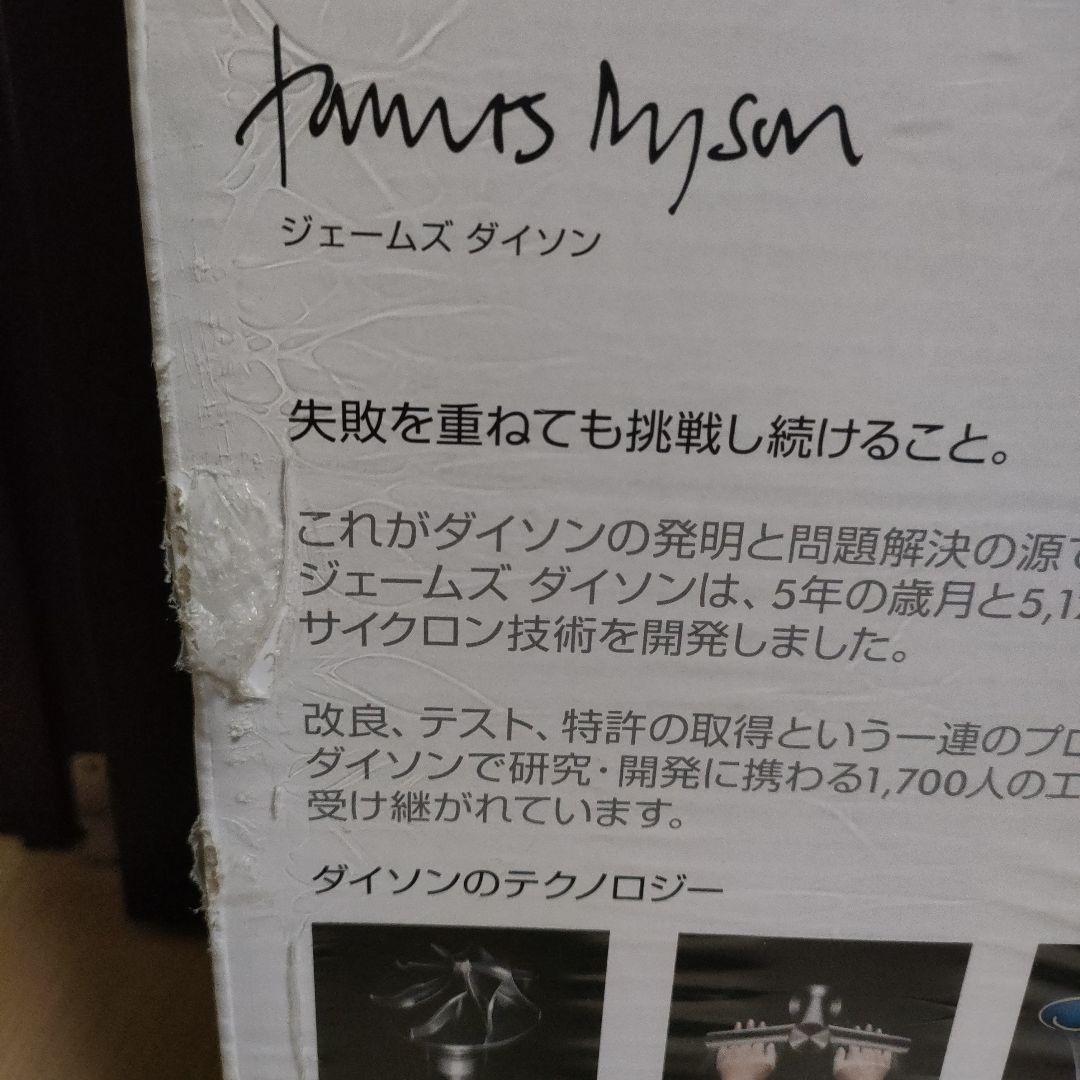 James Dyson
ジェームズ ダイソン
失敗を重ねても挑戦し続けること。
これがダイソンの発明と問題解決の源で
ジェームズ ダイソンは、5年の歳月と5,12
サイクロン技術を開発しました。
改良、テスト、特許の取得という一連のプロ
ダイソンで研究・開発に携わる1,700人のエ
受け継がれています。
ダイソンのテクノロジー